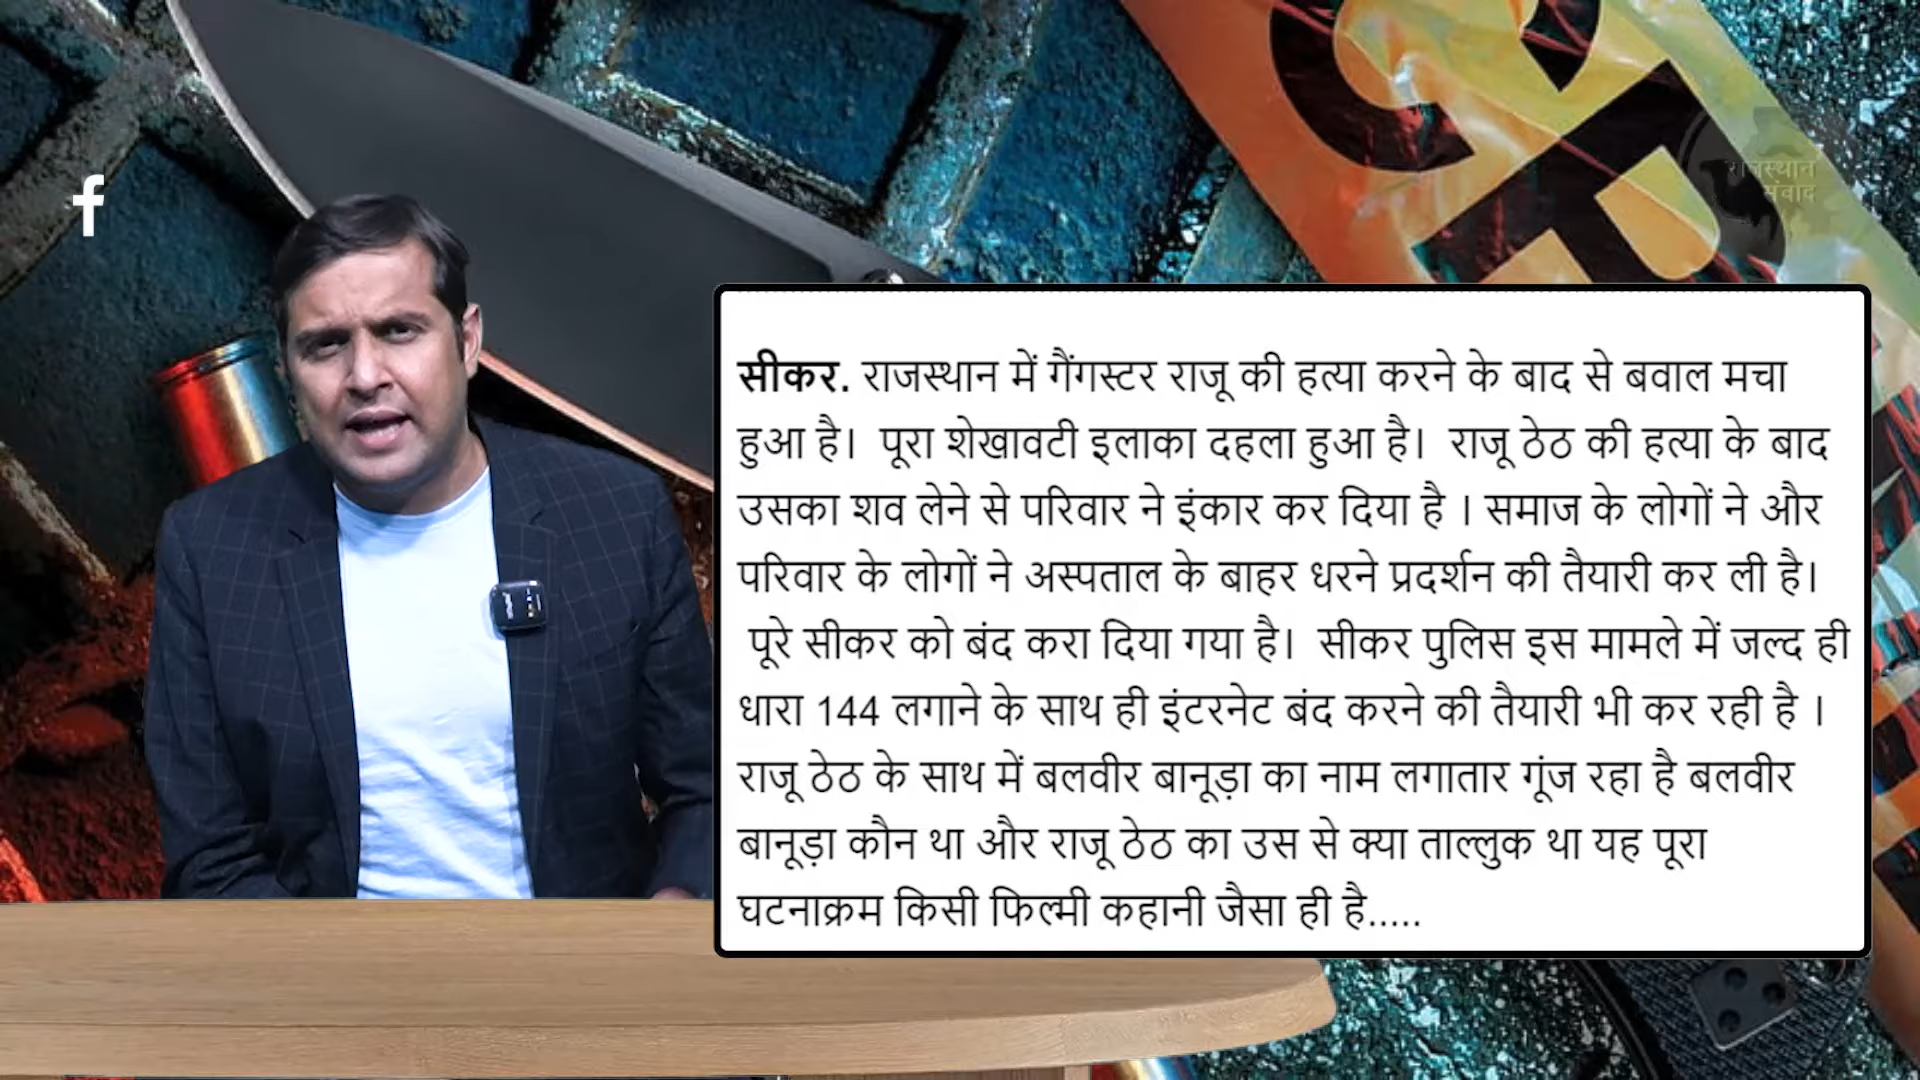 राजस्थान
संवाद
सीकर. राजस्थान में गैंगस्टर राजू की हत्या करने के बाद से बवाल मचा
हुआ है। पूरा शेखावटी इलाका दहला हुआ है। राजू ठेठ की हत्या के बाद
उसका शव लेने से परिवार ने इंकार कर दिया है । समाज के लोगों ने और
परिवार के लोगों ने अस्पताल के बाहर धरने प्रदर्शन की तैयारी कर ली है।
पूरे सीकर को बंद करा दिया गया है। सीकर पुलिस इस मामले में जल्द ही
धारा 144 लगाने के साथ ही इंटरनेट बंद करने की तैयारी भी कर रही है ।
राजू ठेठ के साथ में बलवीर बानूड़ा का नाम लगातार गूंज रहा है बलवीर
बानूड़ा कौन था और राजू ठेठ का उस से क्या ताल्लुक था यह पूरा
घटनाक्रम किसी फिल्मी कहानी जैसा ही है.....